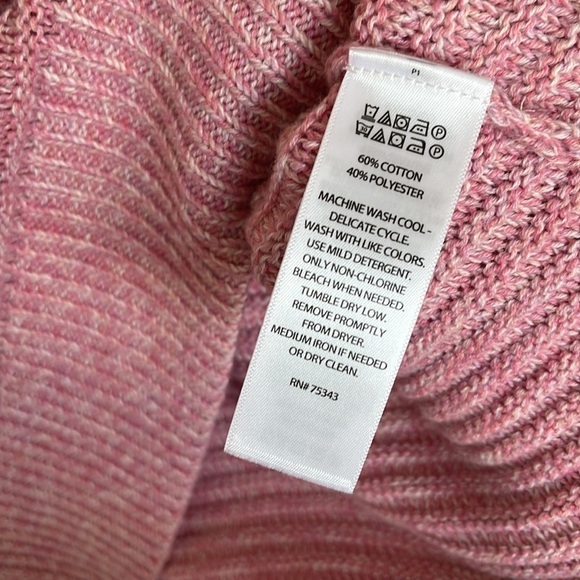 P1
60% COTTON
40% POLYESTER
MACHINE WASH COOL -
DELICATE CYCLE.
WASH WITH LIKE COLORS.
USE MILD DETERGENT.
ONLY NON-CHLORINE
BLEACH WHEN NEEDED.
TUMBLE DRY LOW.
REMOVE PROMPTLY
FROM DRYER.
MEDIUM IRON IF NEEDED
OR DRY CLEAN.
RN# 75343